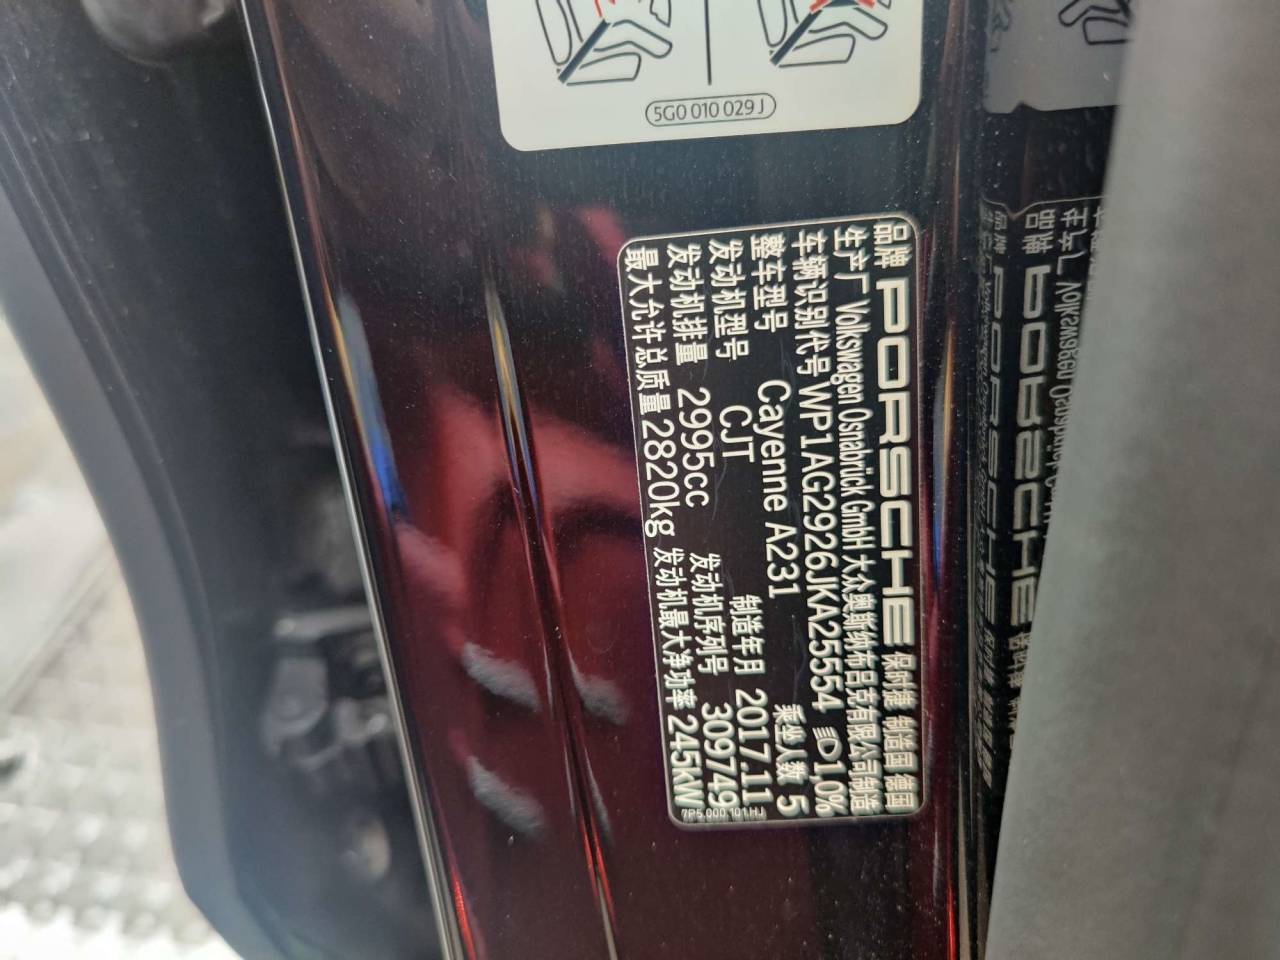 5G0 010 029 J
品牌 PORSCHE 保时捷 制造国 德国
生产厂 Volkswagen Osnabrück GmbH 大众奥斯纳布吕克有限公司制造
车辆识别代号 WP1AG2926JKA25554 1,0%
整车型号 Cayenne A231 乘坐人数 5
发动机型号 CJT 制造年月 2017.11
发动机排量 2995cc 发动机序列号 309749
最大允许总质量 2820kg 发动机最大净功率 245kW
7P5.000.101.HJ